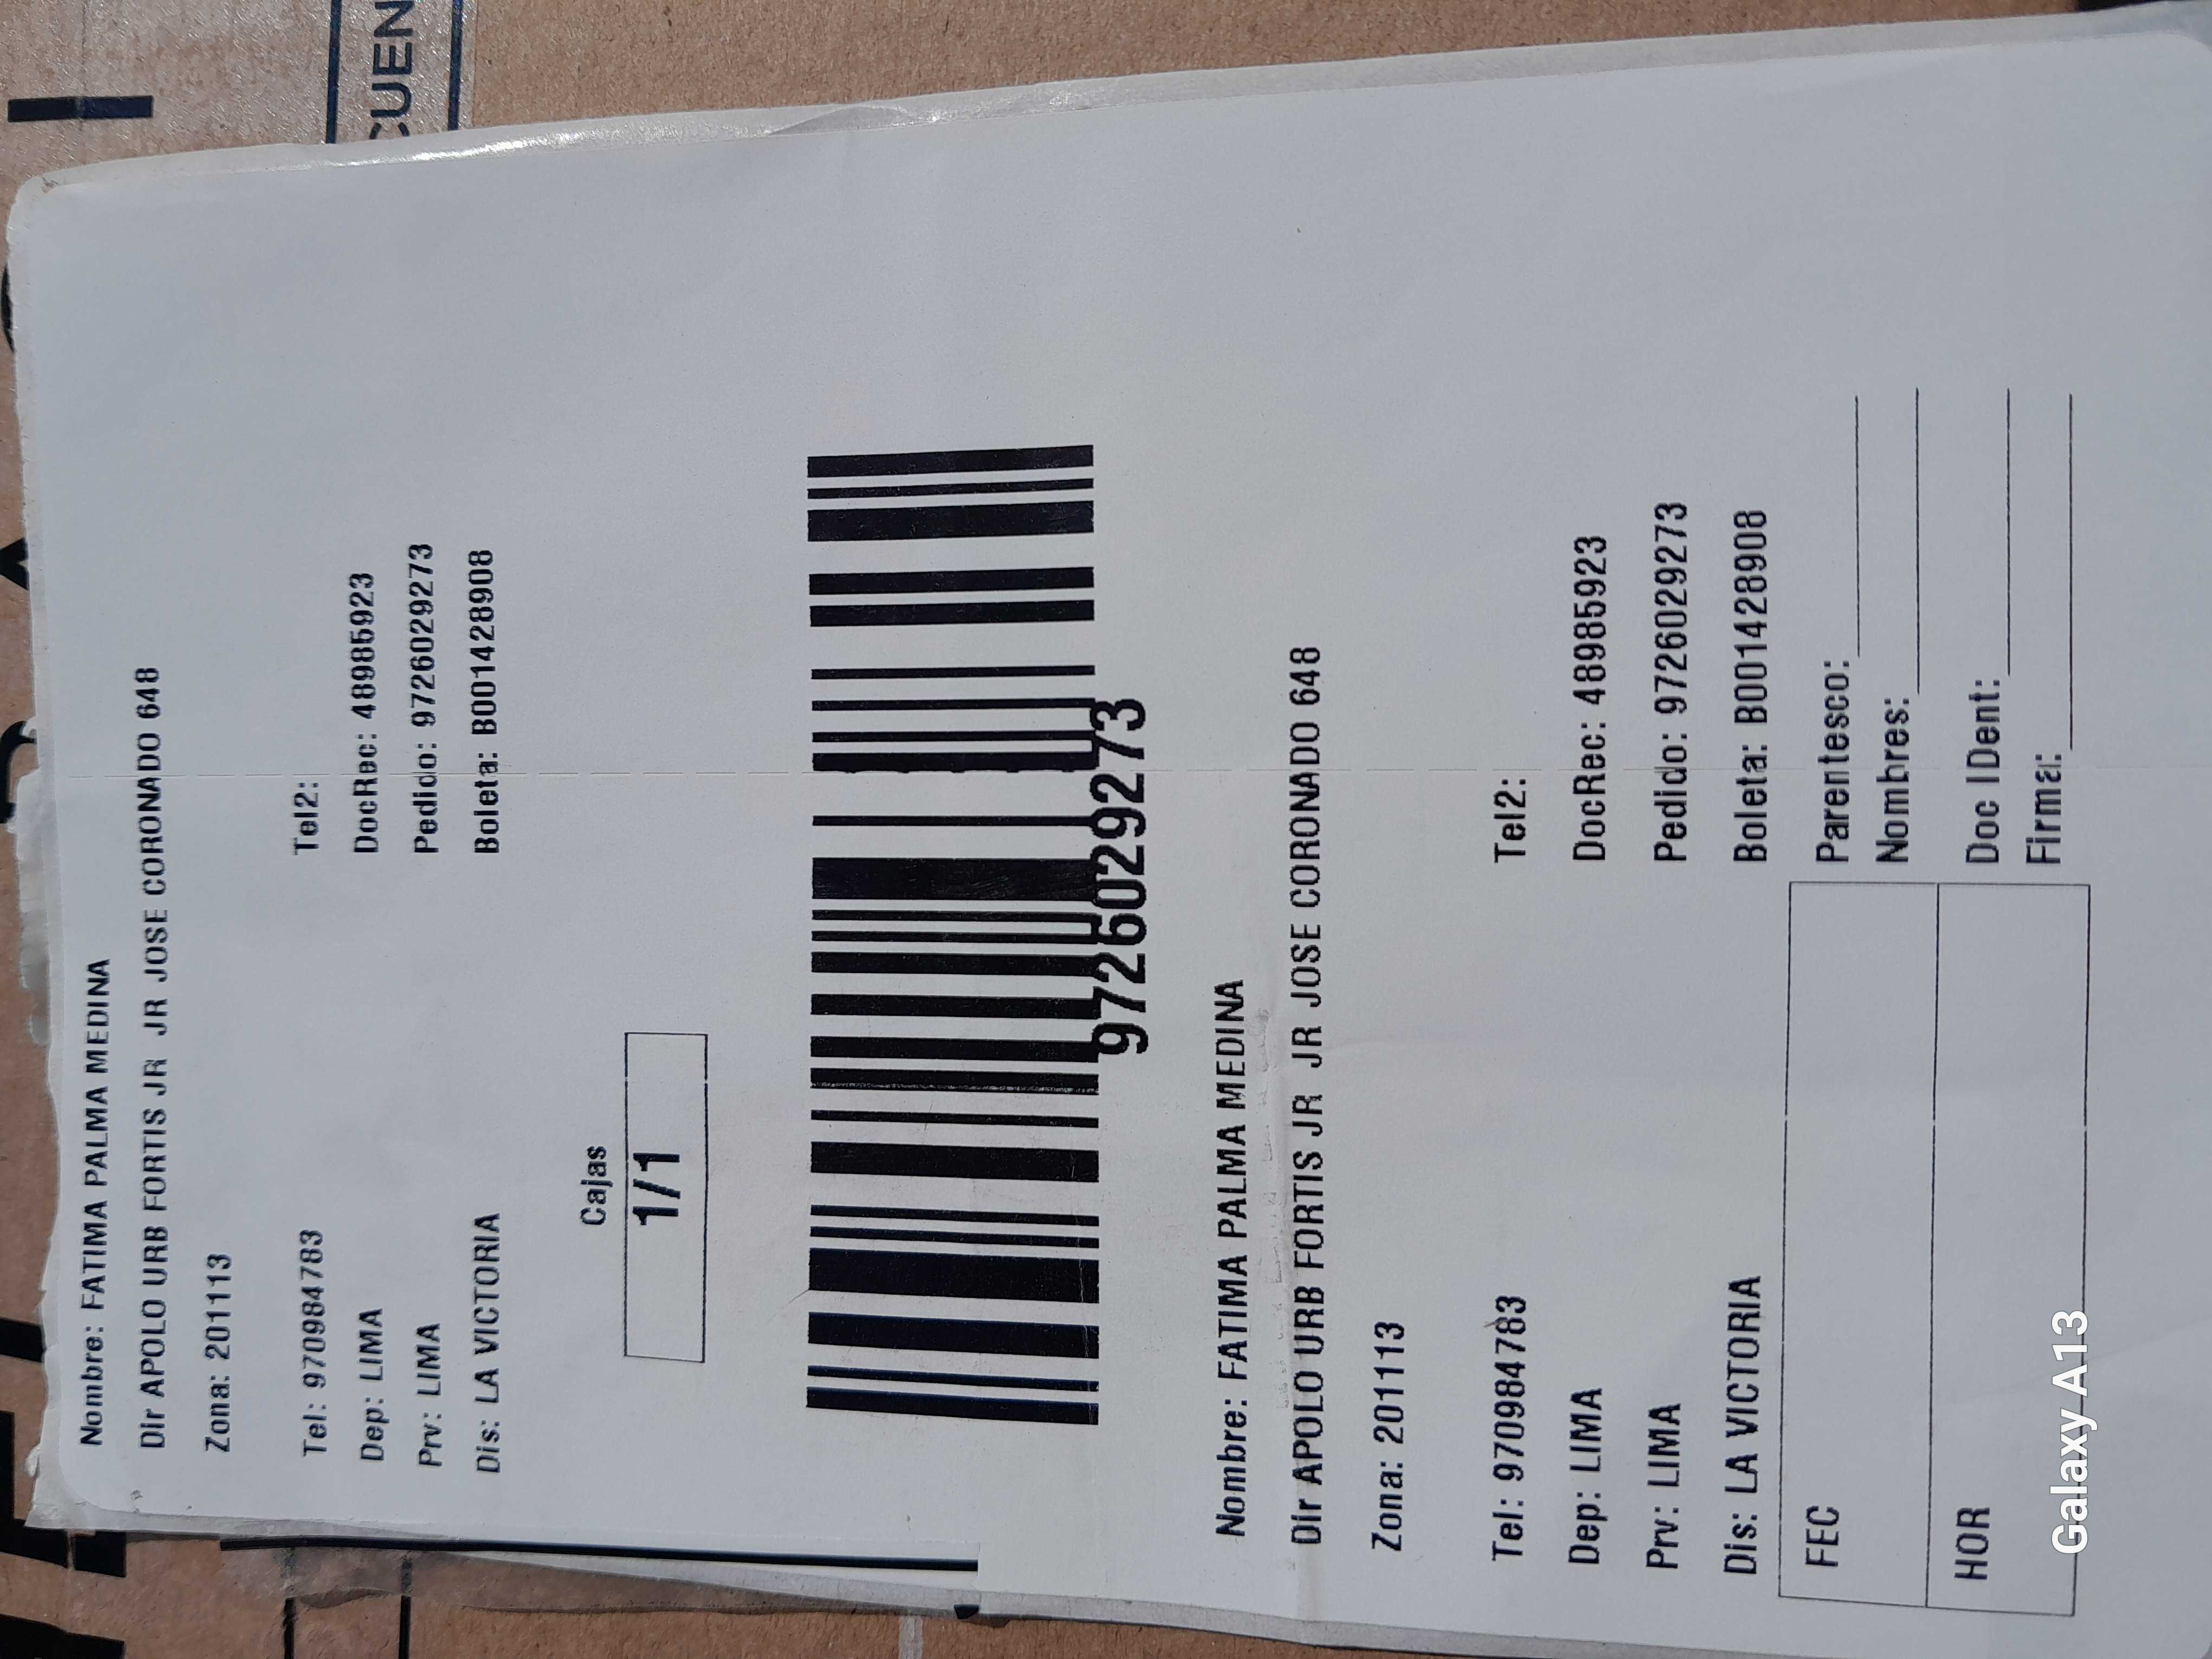 CUEN
Nombre: FATIMA PALMA MEDINA
Dir APOLO URB FORTIS JR JR JOSE CORONADO 648
Zona: 201113
Tel: 970984783 Tel2:
Dep: LIMA DocRec: 48985923
Prv: LIMA Pedido: 9726029273
Dis: LA VICTORIA Boleta: B001428908
Cajas
1/1
9726029273
Nombre: FATIMA PALMA MEDINA
Dir APOLO URB FORTIS JR JR JOSE CORONADO 648
Zona: 201113
Tel: 970984783 Tel2:
Dep: LIMA DocRec: 48985923
Prv: LIMA Pedido: 9726029273
Dis: LA VICTORIA Boleta: B001428908
FEC Parentesco:
Nombres:
HOR Doc IDent:
Firma:
Galaxy A13